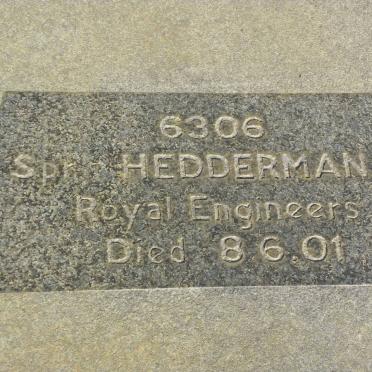 6306
Spr. HEDDERMAN
Royal Engineers
Died 8.6.01